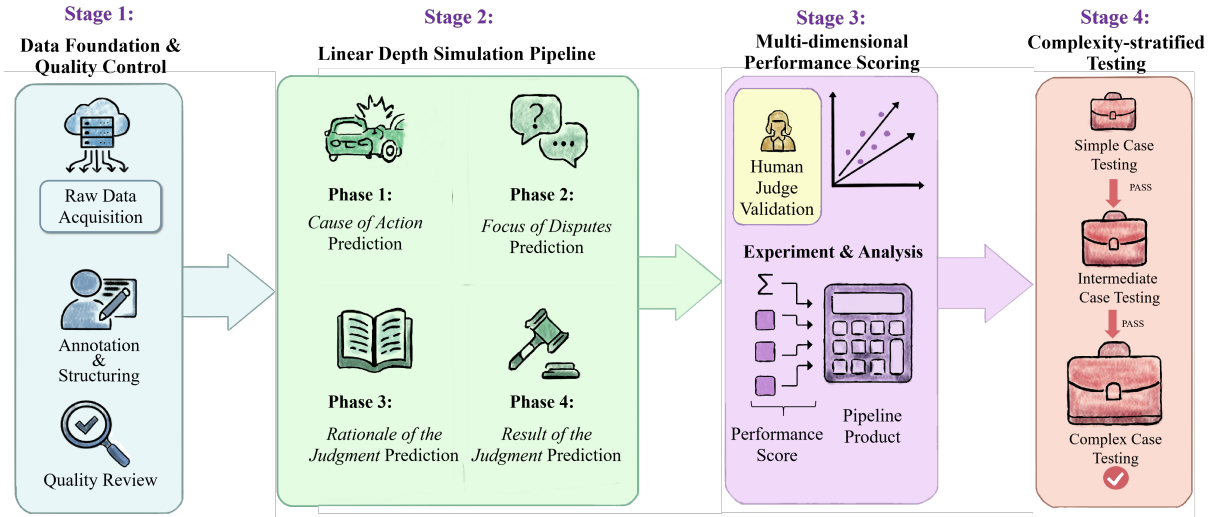 Stage 1:
Data Foundation &
Quality Control
Raw Data
Acquisition
Annotation
&
Structuring
Quality Review
Stage 2:
Linear Depth Simulation Pipeline
?
Phase 1:
Cause of Action
Prediction
Phase 2:
Focus of Disputes
Prediction
Phase 3:
Rationale of the
Judgment Prediction
Phase 4:
Result of the
Judgment Prediction
Stage 3:
Multi-dimensional
Performance Scoring
Human
Judge
Validation
Experiment & Analysis
Σ
Performance
Score
Pipeline
Product
Stage 4:
Complexity-stratified
Testing
Simple Case
Testing
PASS
Intermediate
Case Testing
PASS
Complex Case
Testing